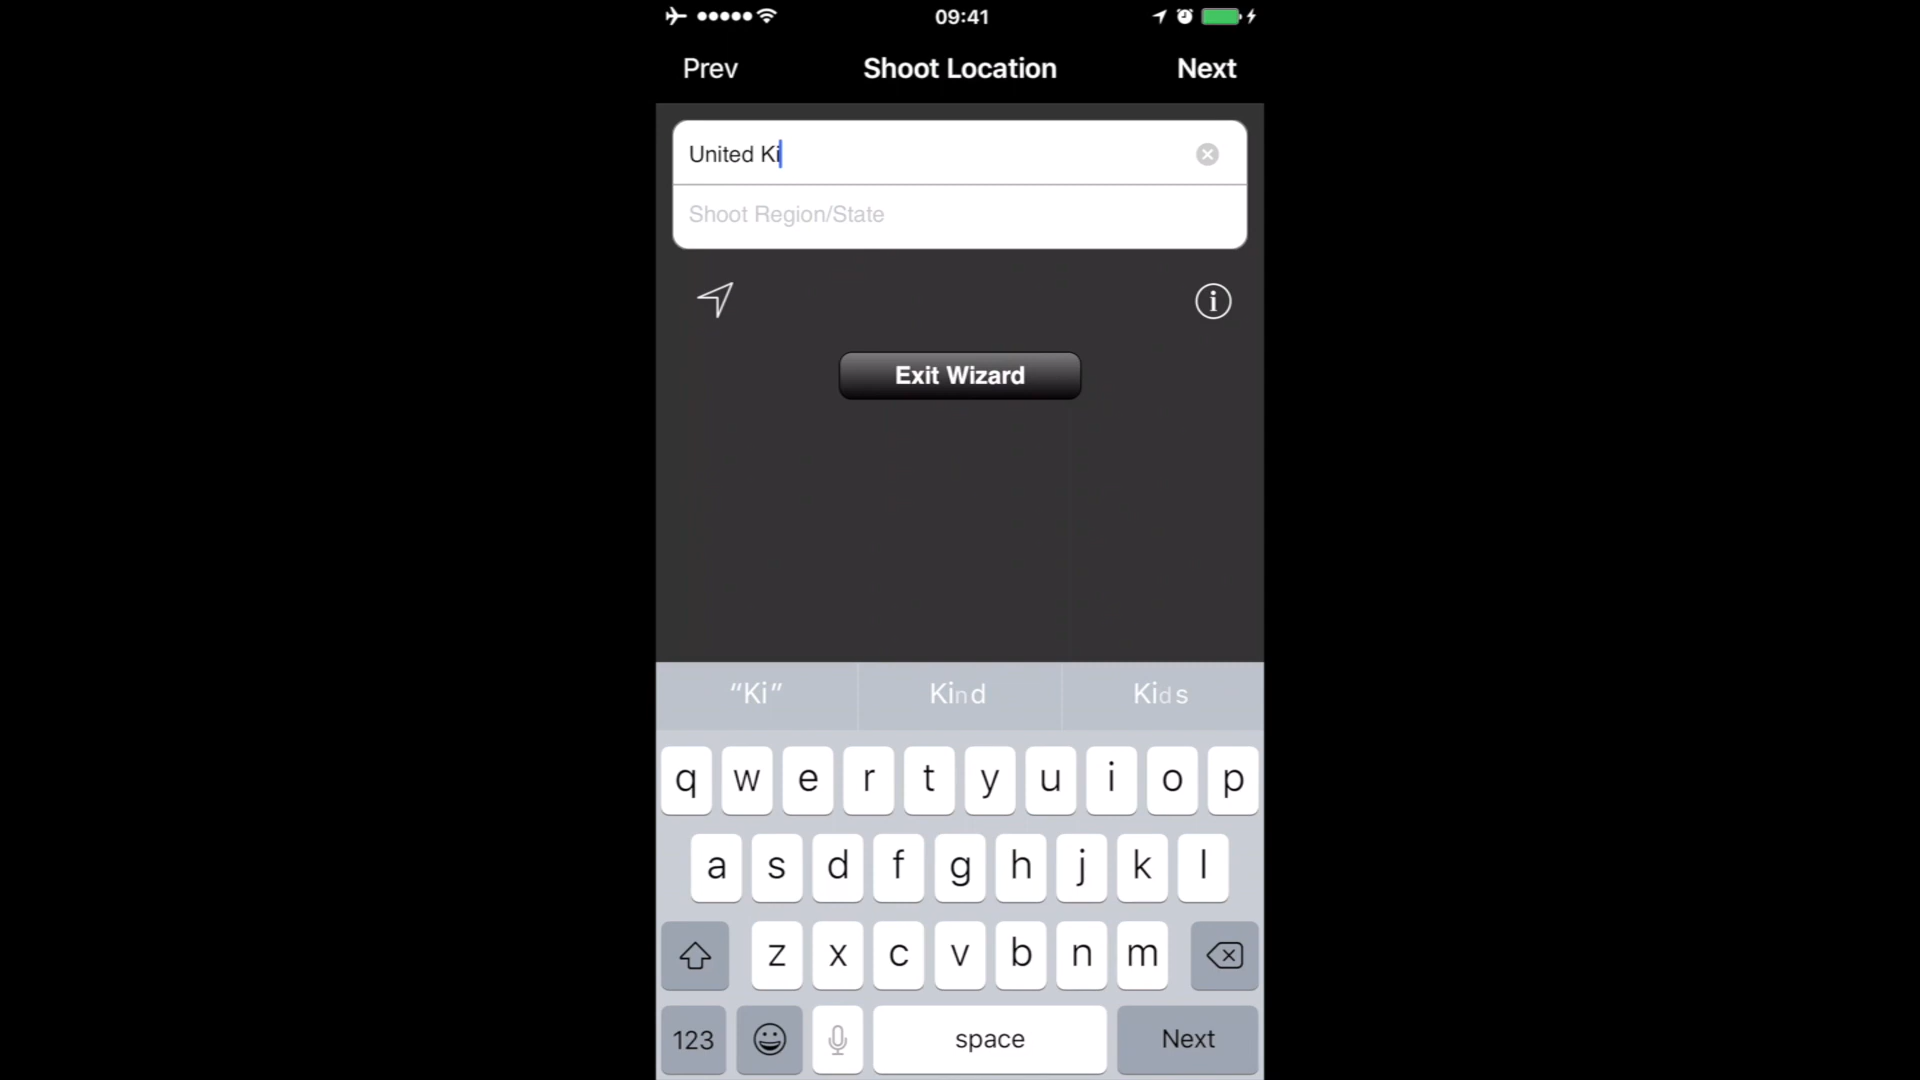 09:41
Prev Shoot Location Next
United Ki
Shoot Region/State
Exit Wizard
“Ki” Kind Kids
q w e r t y u i o p
a s d f g h j k l
z x c v b n m
123 space Next